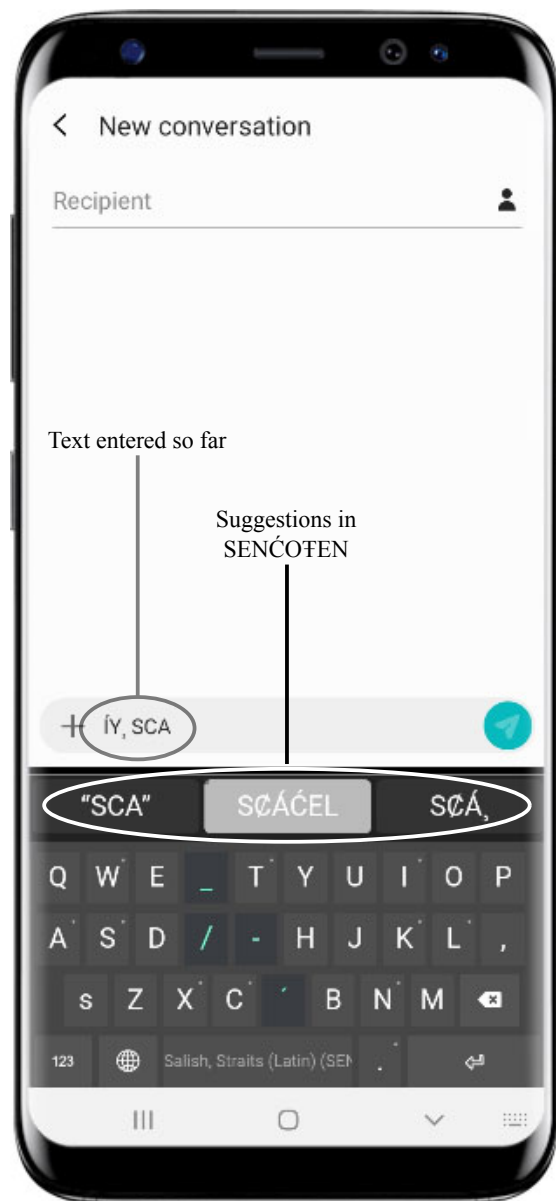 New conversation
Recipient
Text entered so far
Suggestions in
SENĆOŦEN
ÍY, SCA
"SCA" SȻÁĆEL SȻÁ¸
Q W E _ T Y U I O P
A S D / - H J K L ,
s Z X C ´ B N M
123 Salish, Straits (Latin) (SEN .